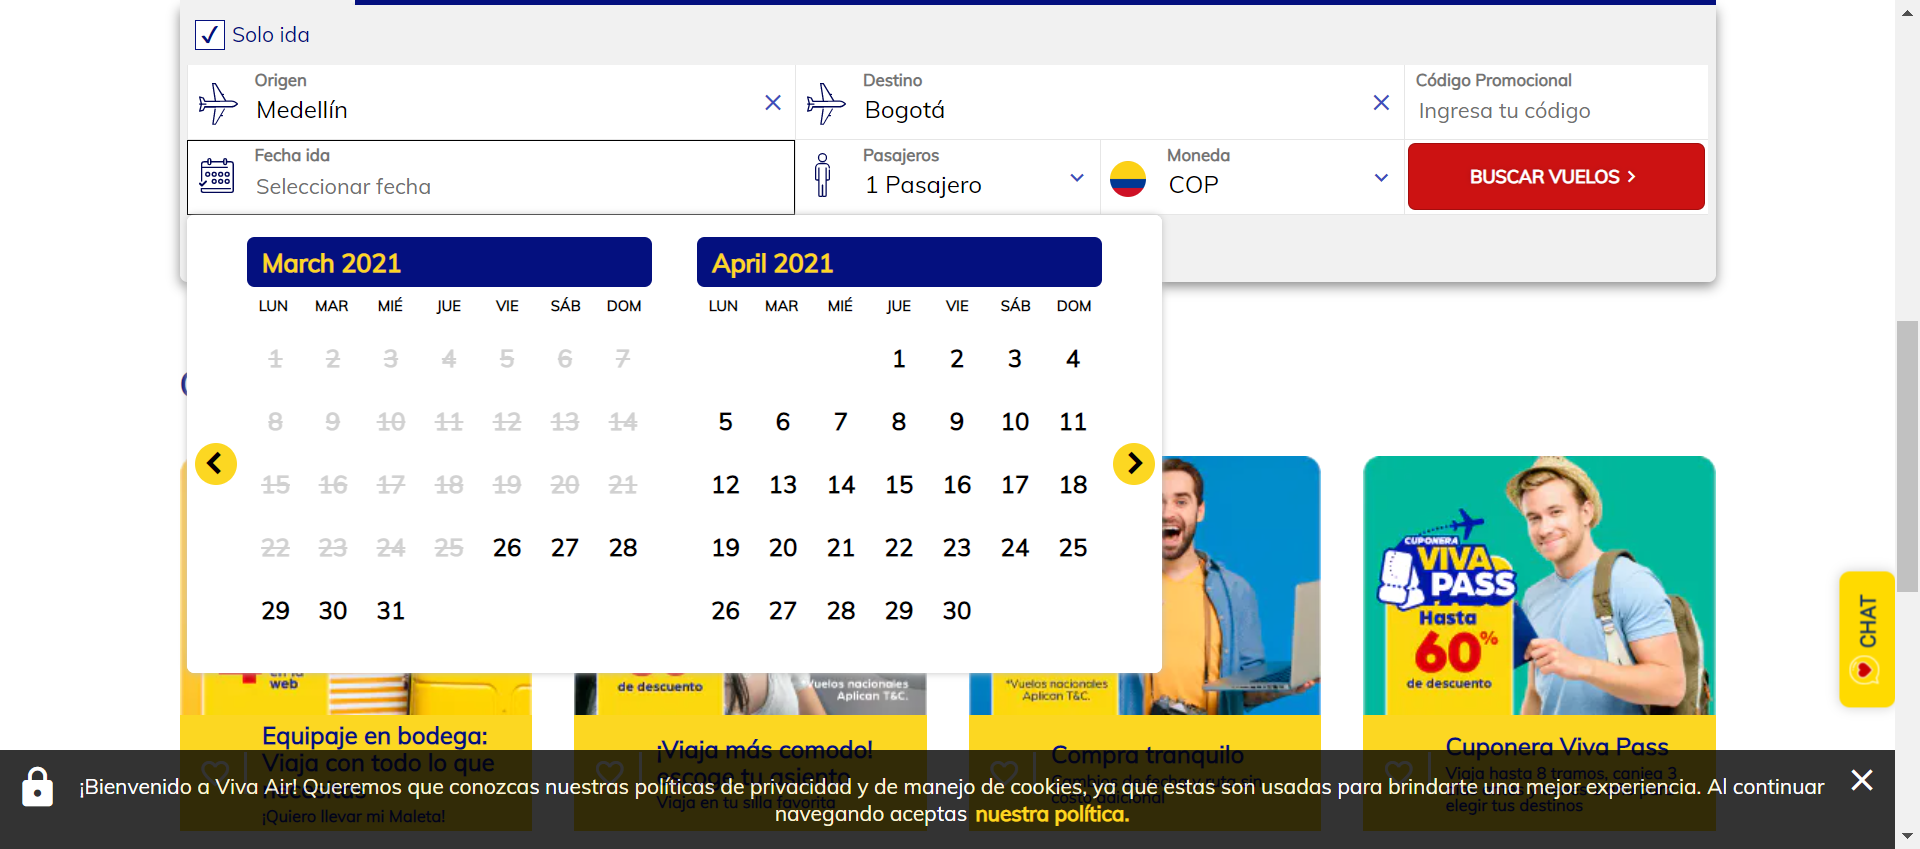 Solo ida
Origen
Medellín
Destino
Bogotá
Código Promocional
Ingresa tu código
Fecha ida
Seleccionar fecha
Pasajeros
1 Pasajero
Moneda
COP
BUSCAR VUELOS
March 2021
LUN MAR MIÉ JUE VIE SÁB DOM
1 2 3 4 5 6 7
8 9 10 11 12 13 14
15 16 17 18 19 20 21
22 23 24 25 26 27 28
29 30 31
April 2021
LUN MAR MIÉ JUE VIE SÁB DOM
1 2 3 4
5 6 7 8 9 10 11
12 13 14 15 16 17 18
19 20 21 22 23 24 25
26 27 28 29 30
en la
web
Equipaje en bodega:
Viaja con todo lo que
¡Quiero llevar mi Maleta!
de descuento
*Vuelos nacionales
Aplican T&C.
¡Viaja más comodo!
escoge tu asiento
Viaja en tu silla favorita
*Vuelos nacionales
Aplican T&C.
Compra tranquilo
Cambios de fecha y ruta sin
costo adicional
CUPONERA
VIVA
PASS
Hasta
60%
de descuento
Cuponera Viva Pass
Viaja hasta 8 tramos, canjea 3
elegir tus destinos
CHAT
¡Bienvenido a Viva Air! Queremos que conozcas nuestras políticas de privacidad y de manejo de cookies, ya que estas son usadas para brindarte una mejor experiencia. Al continuar
navegando aceptas nuestra política.